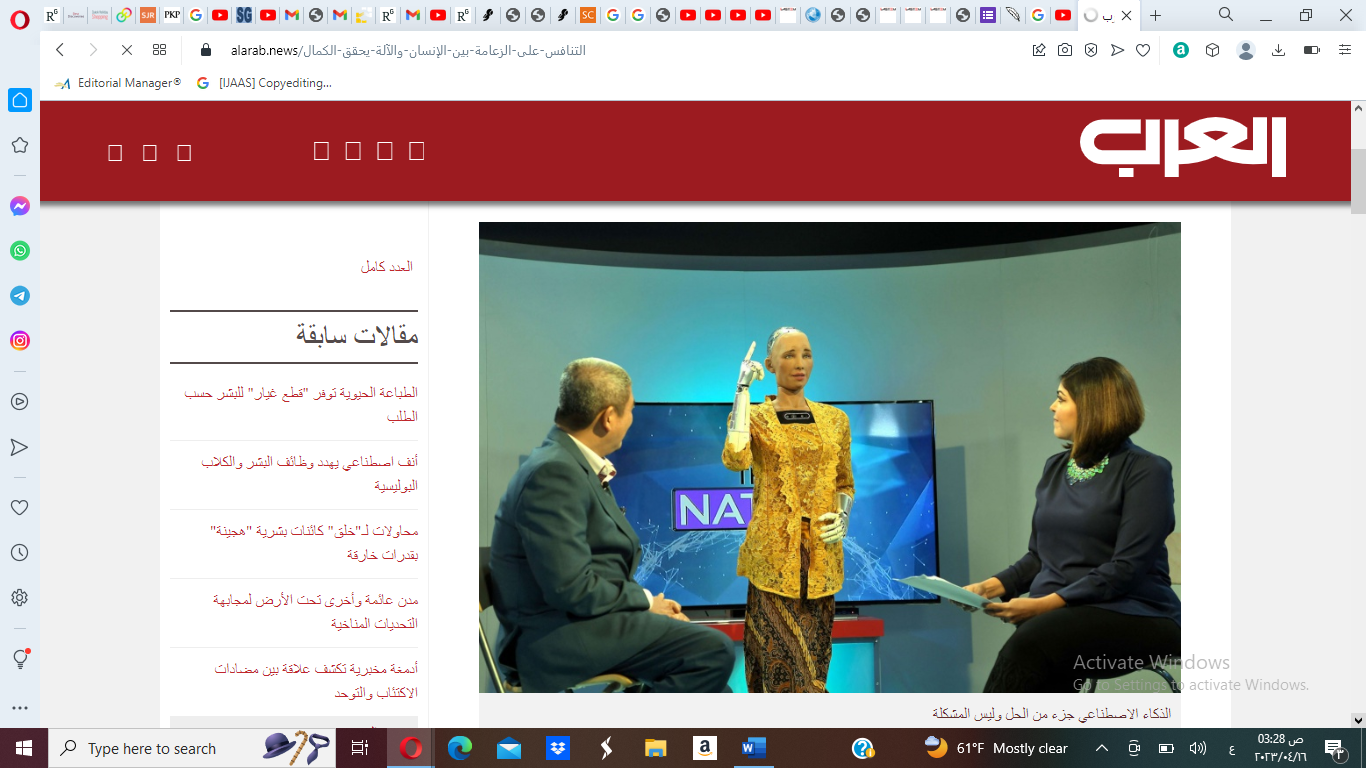 alarab.news/التنافس-على-الزعامة-بين-الإنسان-والآلة-يحقق-الكمال
Editorial Manager®
[IJAAS] Copyediting...
العرب
العدد كامل
مقالات سابقة
الطباعة الحيوية توفر "قطع غيار" للبشر حسب
الطلب
أنف اصطناعي يهدد وظائف البشر والكلاب
البوليسية
محاولات لـ"خلق" كائنات بشرية "هجينة"
بقدرات خارقة
مدن عائمة وأخرى تحت الأرض لمجابهة
التحديات المناخية
أدمغة مخبرية تكشف علاقة بين مضادات
الاكتئاب والتوحد
NAT
الذكاء الاصطناعي جزء من الحل وليس المشكلة
Activate Windows
Go to Settings to activate Windows.
Type here to search
61°F Mostly clear
ع
03:28 ص
٢٠٢٣/٠٤/١٦
٣